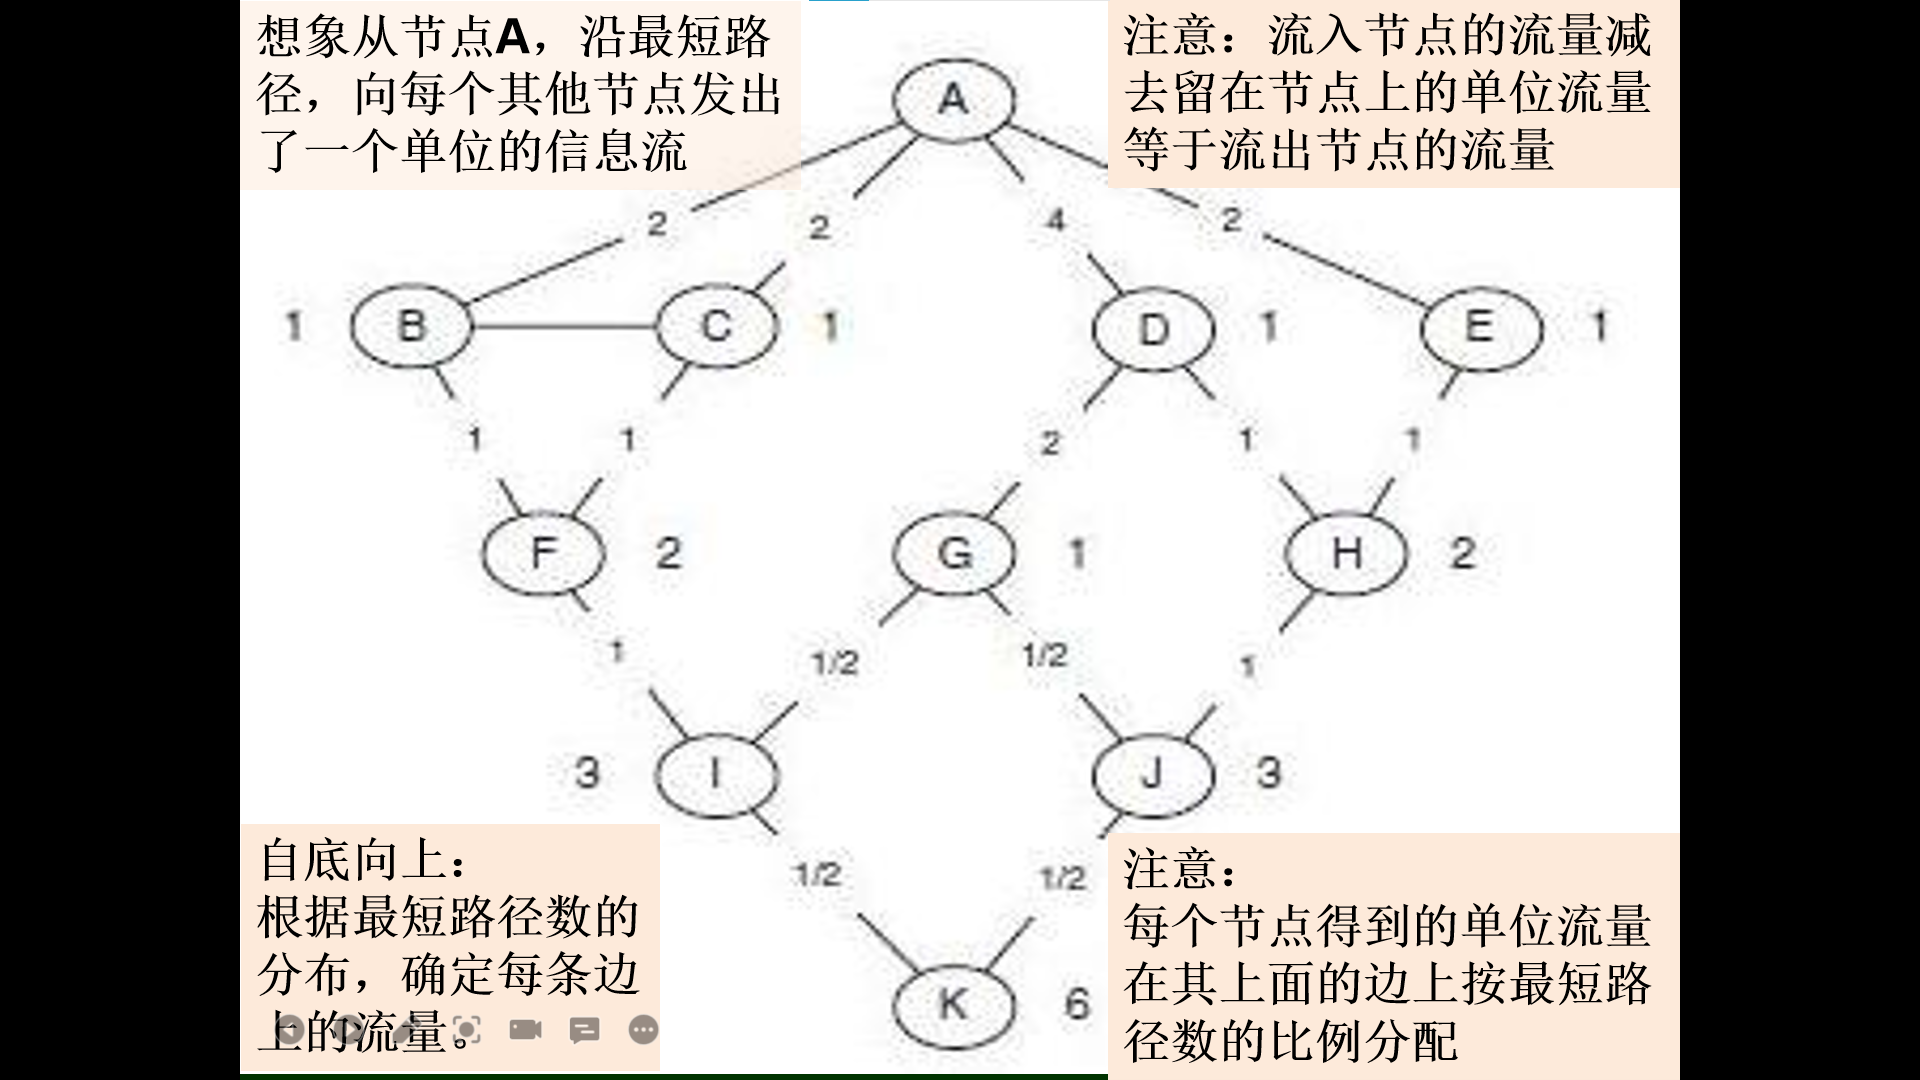 想象从节点A，沿最短路
径，向每个其他节点发出
了一个单位的信息流
注意：流入节点的流量减
去留在节点上的单位流量
等于流出节点的流量
A
2
2
4
2
1
B
C
1
D
1
E
1
1
1
2
1
1
F
2
G
1
H
2
1
1/2
1/2
1
3
I
J
3
1/2
1/2
K
6
自底向上：
根据最短路径数的
分布，确定每条边
上的流量。
注意：
每个节点得到的单位流量
在其上面的边上按最短路
径数的比例分配